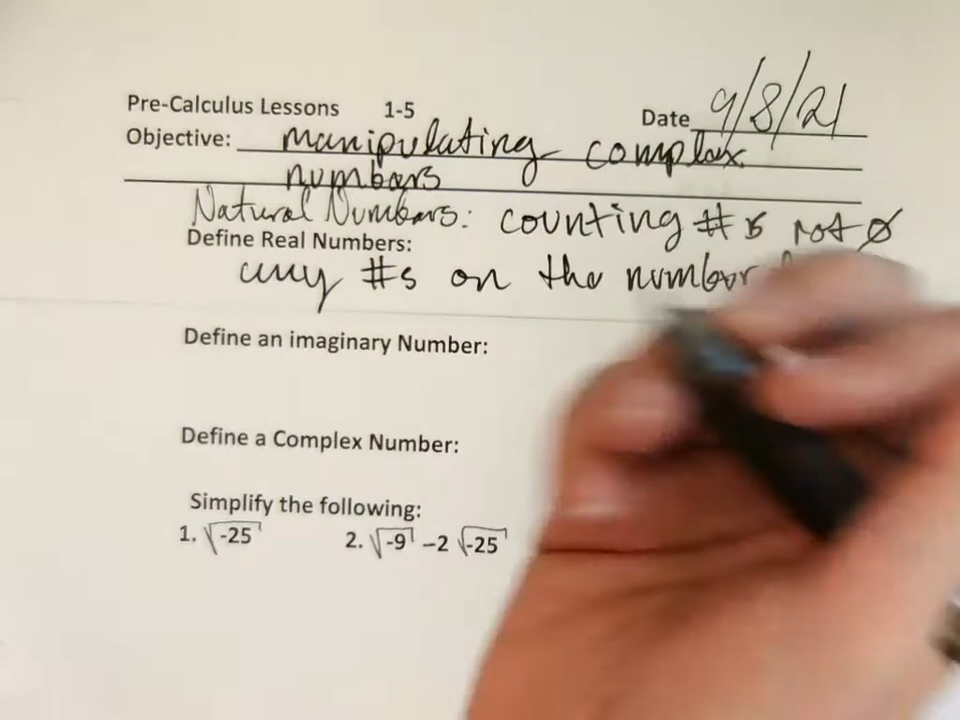 Pre-Calculus Lessons 1-5 Date 9/8/21
Objective: manipulating complex
numbers
Natural Numbers: counting #s not 0
Define Real Numbers:
any #s on the number
Define an imaginary Number:
Define a Complex Number:
Simplify the following:
1. √-25 2. √-9 -2 √-25